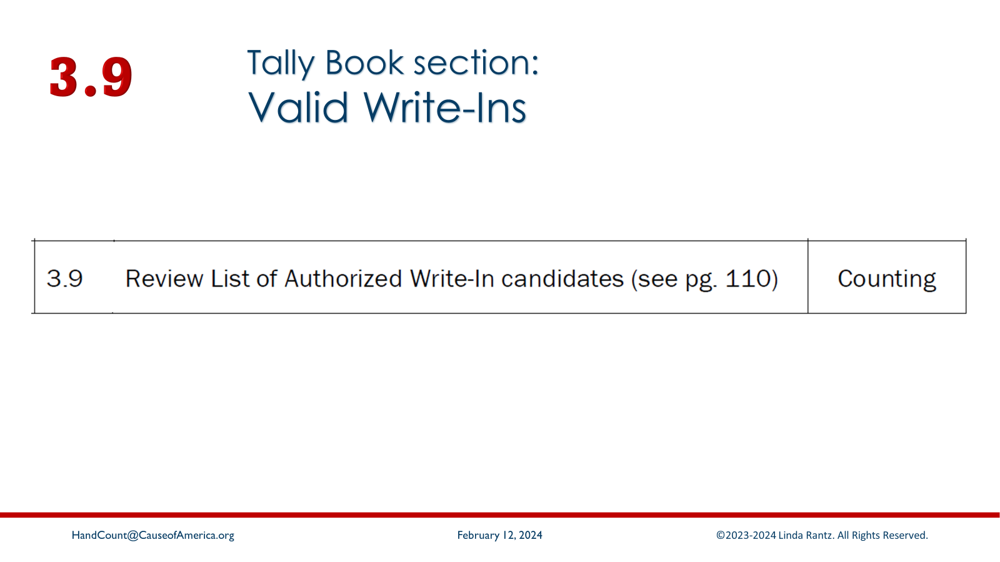 3.9
Tally Book section:
Valid Write-Ins
3.9 Review List of Authorized Write-In candidates (see pg. 110) Counting
HandCount@CauseofAmerica.org February 12, 2024 ©2023-2024 Linda Rantz. All Rights Reserved.